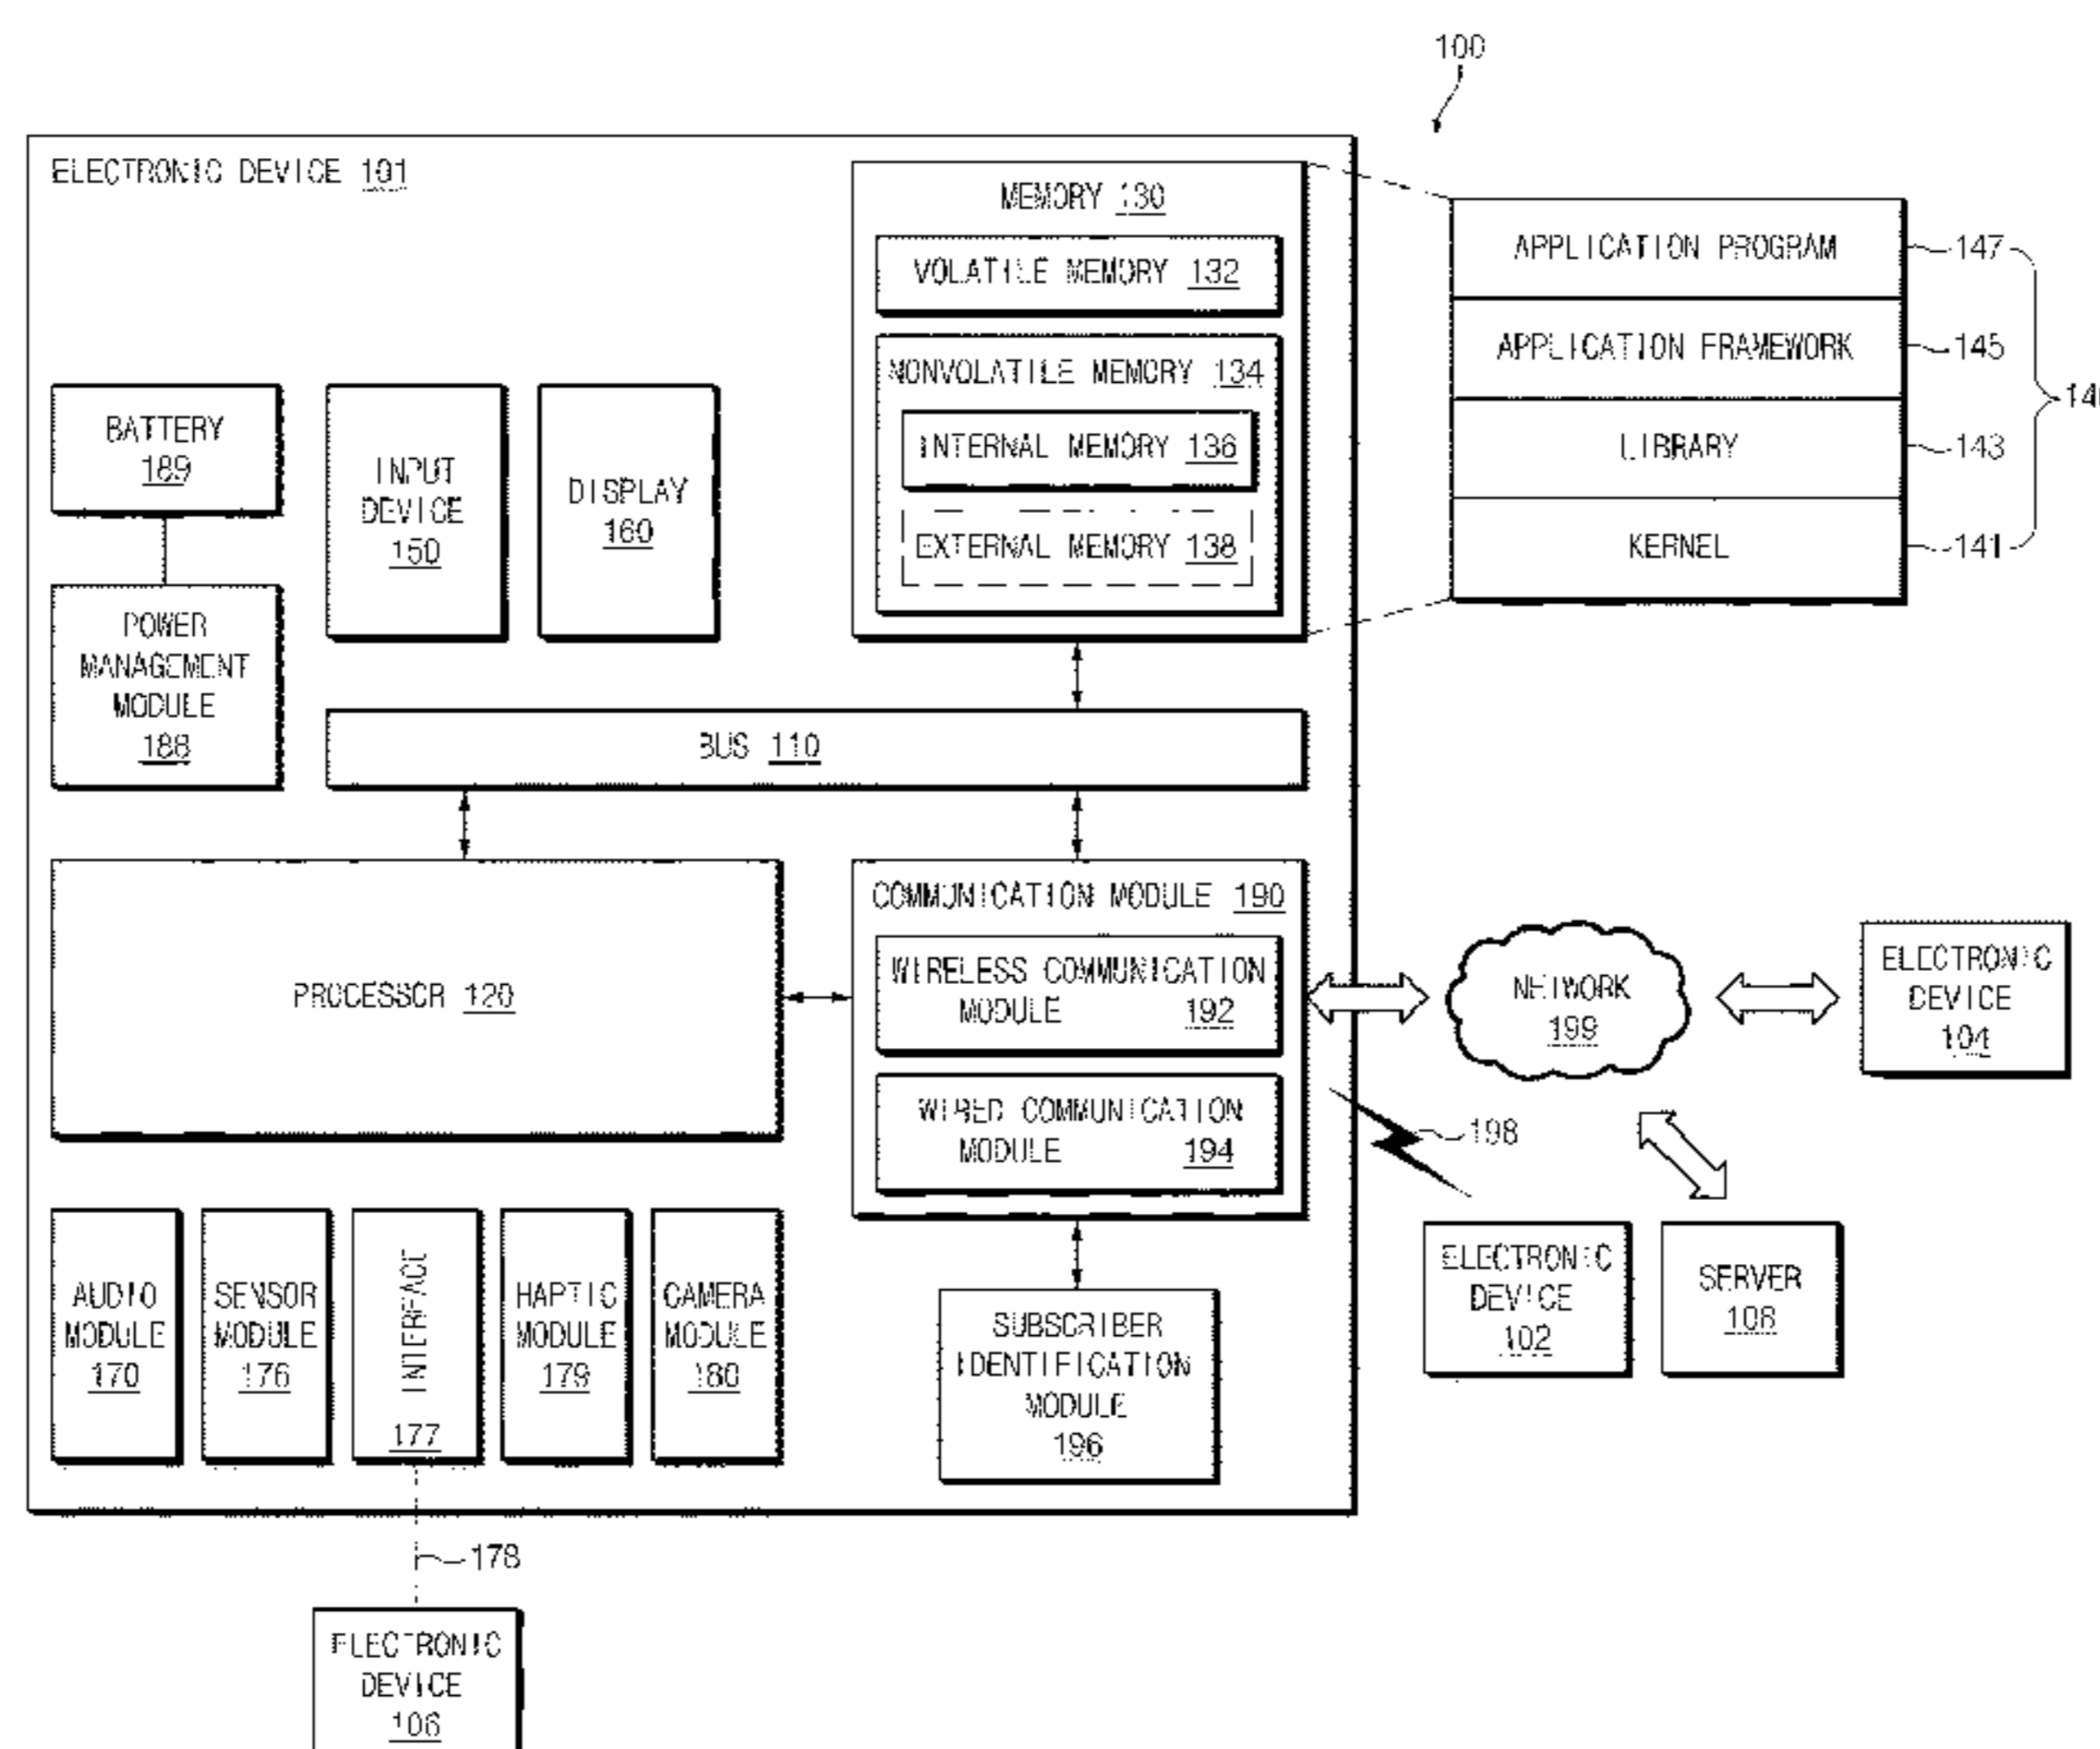 100
ELECTRONIC DEVICE 101
MEMORY 130
VOLATILE MEMORY 132
NONVOLATILE MEMORY 134
INTERNAL MEMORY 136
EXTERNAL MEMORY 138
APPLICATION PROGRAM
147
APPLICATION FRAMEWORK
145
LIBRARY
143
KERNEL
141
BATTERY
189
INPUT
DEVICE
150
DISPLAY
160
POWER
MANAGEMENT
MODULE
188
BUS 110
PROCESSOR 120
COMMUNICATION MODULE 190
WIRELESS COMMUNICATION
MODULE 192
WIRED COMMUNICATION
MODULE 194
NETWORK
199
ELECTRONIC
DEVICE
104
198
ELECTRONIC
DEVICE
102
SERVER
108
AUDIO
MODULE
170
SENSOR
MODULE
176
INTERFACE
177
HAPTIC
MODULE
179
CAMERA
MODULE
180
SUBSCRIBER
IDENTIFICATION
MODULE
196
178
ELECTRONIC
DEVICE
106